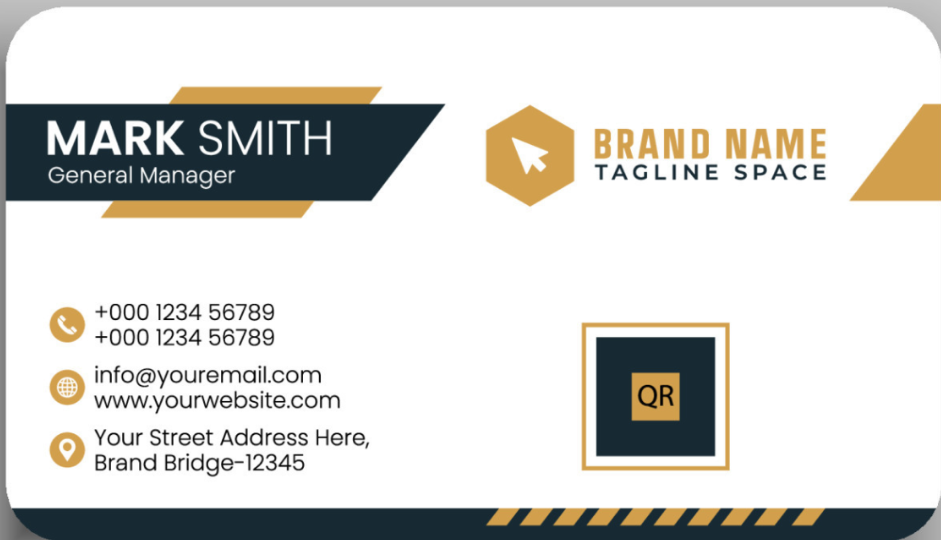 MARK SMITH
General Manager
BRAND NAME
TAGLINE SPACE
+000 1234 56789
+000 1234 56789
info@youremail.com
www.yourwebsite.com
Your Street Address Here,
Brand Bridge-12345
QR